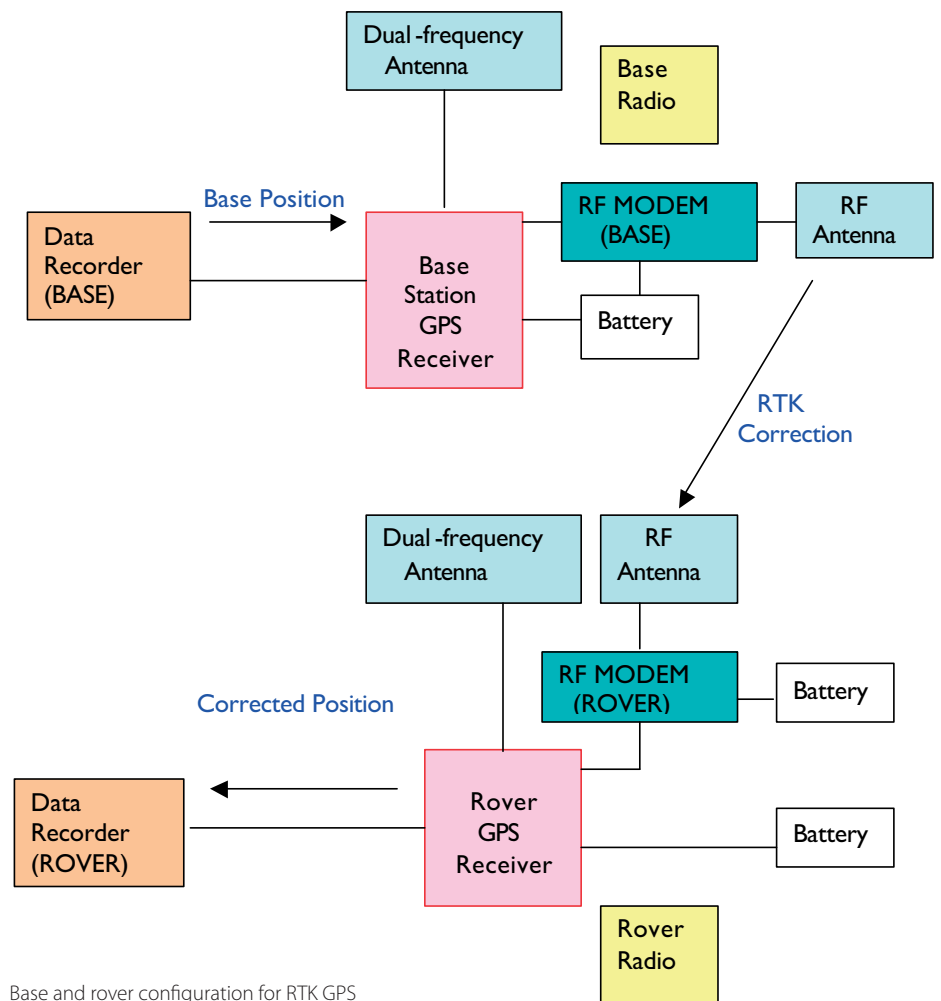 Dual-frequency
Antenna
Base
Radio
Base Position
RF MODEM
(BASE)
RF
Antenna
Data
Recorder
(BASE)
Base
Station
GPS
Receiver
Battery
RTK
Correction
Dual-frequency
Antenna
RF
Antenna
RF MODEM
(ROVER)
Battery
Corrected Position
Data
Recorder
(ROVER)
Rover
GPS
Receiver
Battery
Rover
Radio
Base and rover configuration for RTK GPS